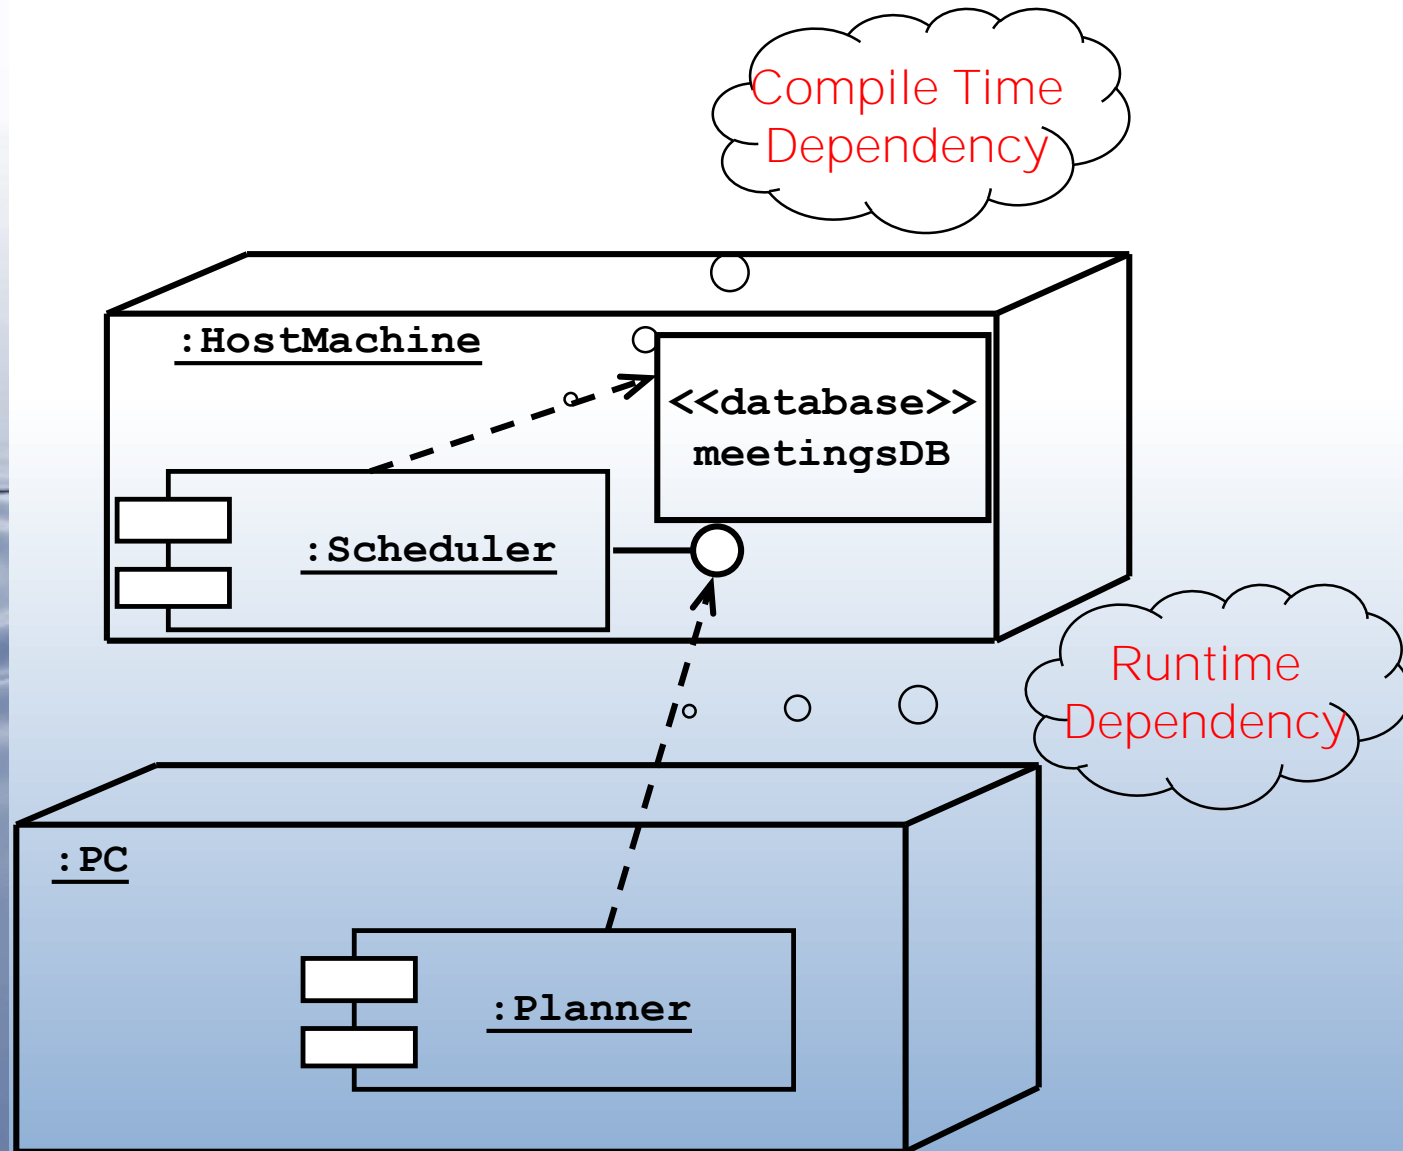 Compile Time
Dependency
:HostMachine
<<database>>
meetingsDB
:Scheduler
Runtime
Dependency
:PC
:Planner